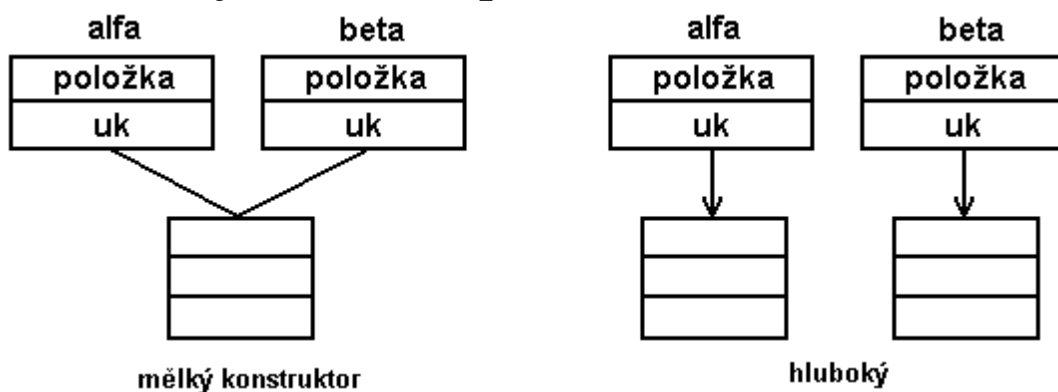 alfa beta
položka položka
uk uk
mělký konstruktor
alfa beta
položka položka
uk uk
hluboký